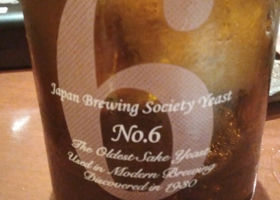 6
Japan Brewing Society Yeast
No.6
The Oldest Sake Yeast
Used in Modern Brewing
Discovered in 1930